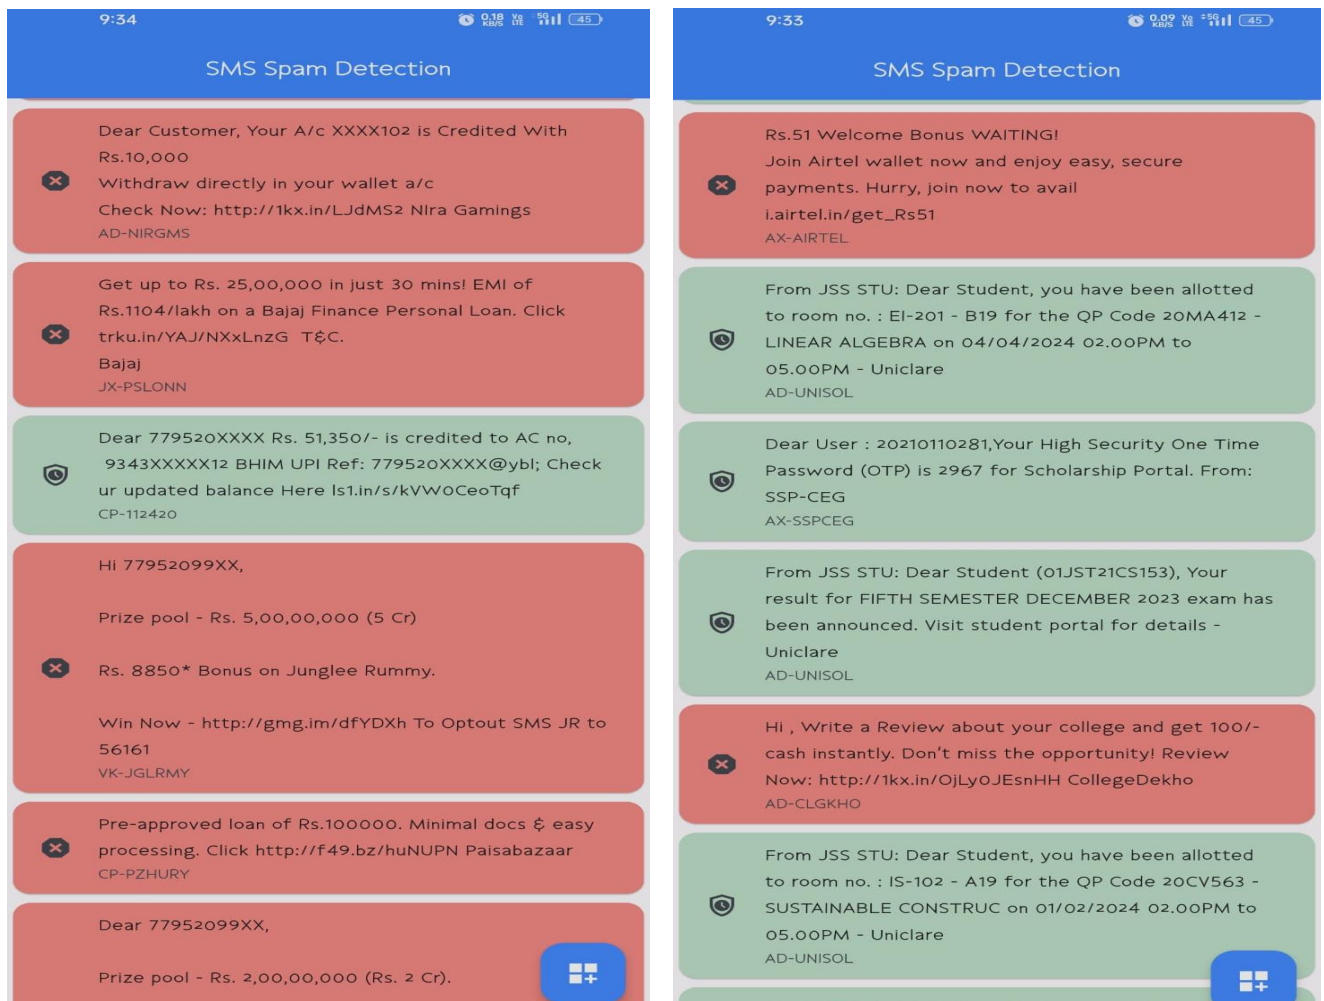 9:34
0.18 KB/S Vo LTE 5G 45
SMS Spam Detection
Dear Customer, Your A/c XXXX102 is Credited With
Rs.10,000
Withdraw directly in your wallet a/c
Check Now: http://1kx.in/LJdMS2 NIra Gamings
AD-NIRGMS
Get up to Rs. 25,00,000 in just 30 mins! EMI of
Rs.1104/lakh on a Bajaj Finance Personal Loan. Click
trku.in/YAJ/NXxLnzG T&C.
Bajaj
JX-PSLONN
Dear 779520XXXX Rs. 51,350/- is credited to AC no,
9343XXXXX12 BHIM UPI Ref: 779520XXXX@ybl; Check
ur updated balance Here ls1.in/s/kVW0CeoTqf
CP-112420
Hi 77952099XX,
Prize pool - Rs. 5,00,00,000 (5 Cr)
Rs. 8850* Bonus on Junglee Rummy.
Win Now - http://gmg.im/dfYDXh To Optout SMS JR to
56161
VK-JGLRMY
Pre-approved loan of Rs.100000. Minimal docs & easy
processing. Click http://f49.bz/huNUPN Paisabazaar
CP-PZHURY
Dear 77952099XX,
Prize pool - Rs. 2,00,00,000 (Rs. 2 Cr).
9:33
0.09 KB/S Vo LTE 5G 45
SMS Spam Detection
Rs.51 Welcome Bonus WAITING!
Join Airtel wallet now and enjoy easy, secure
payments. Hurry, join now to avail
i.airtel.in/get_Rs51
AX-AIRTEL
From JSS STU: Dear Student, you have been allotted
to room no. : EI-201 - B19 for the QP Code 20MA412 -
LINEAR ALGEBRA on 04/04/2024 02.00PM to
05.00PM - Uniclare
AD-UNISOL
Dear User : 20210110281,Your High Security One Time
Password (OTP) is 2967 for Scholarship Portal. From:
SSP-CEG
AX-SSPCEG
From JSS STU: Dear Student (01JST21CS153), Your
result for FIFTH SEMESTER DECEMBER 2023 exam has
been announced. Visit student portal for details -
Uniclare
AD-UNISOL
Hi , Write a Review about your college and get 100/-
cash instantly. Don't miss the opportunity! Review
Now: http://1kx.in/OjLy0JEsnHH CollegeDekho
AD-CLGKHO
From JSS STU: Dear Student, you have been allotted
to room no. : IS-102 - A19 for the QP Code 20CV563 -
SUSTAINABLE CONSTRUC on 01/02/2024 02.00PM to
05.00PM - Uniclare
AD-UNISOL